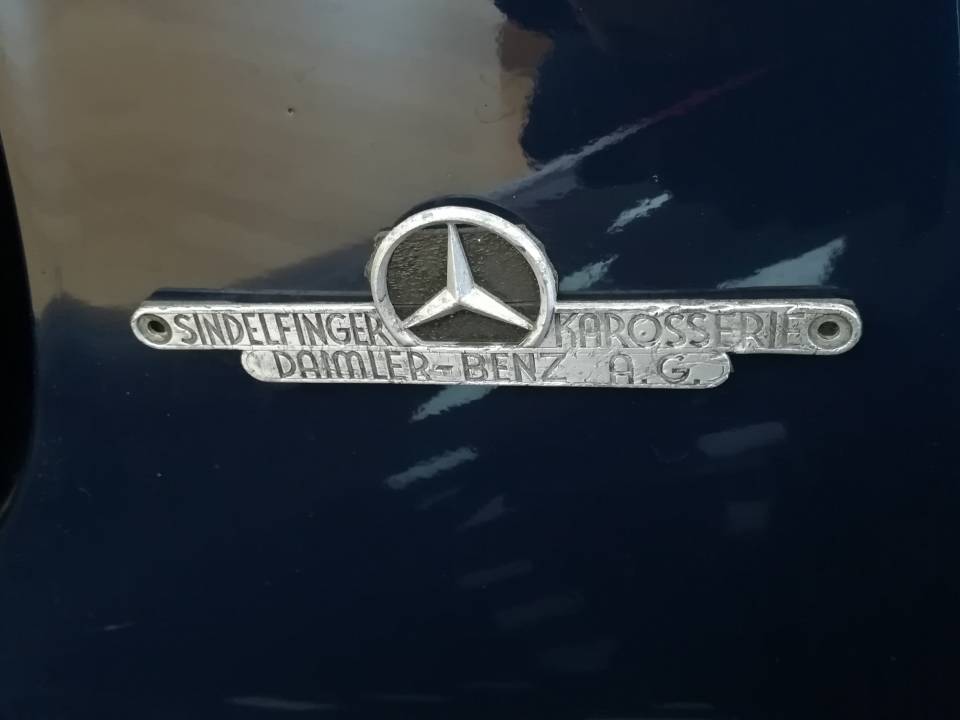 SINDELFINGER KAROSSERIE
DAIMLER-BENZ A.G.